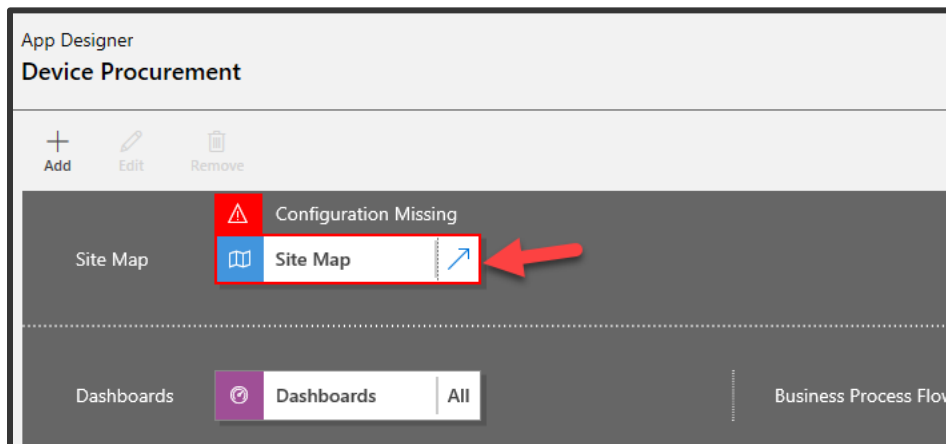 App Designer
Device Procurement
Add
Edit
Remove
Configuration Missing
Site Map
Site Map
Dashboards
Dashboards
All
Business Process Flow